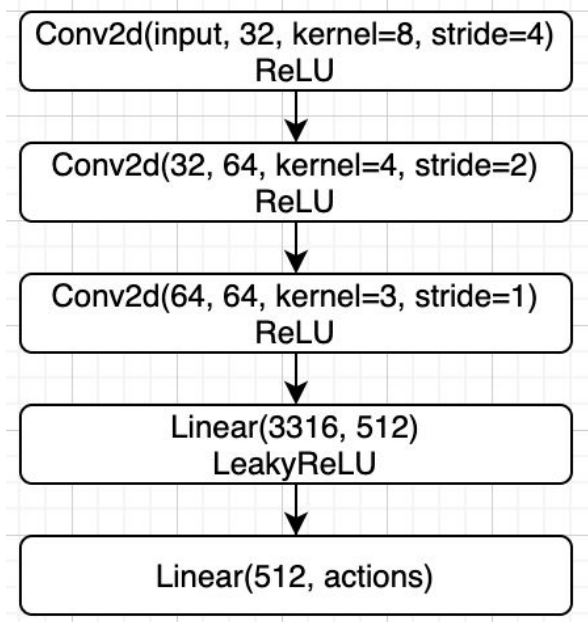 Conv2d(input, 32, kernel=8, stride=4)
ReLU
Conv2d(32, 64, kernel=4, stride=2)
ReLU
Conv2d(64, 64, kernel=3, stride=1)
ReLU
Linear(3316, 512)
LeakyReLU
Linear(512, actions)